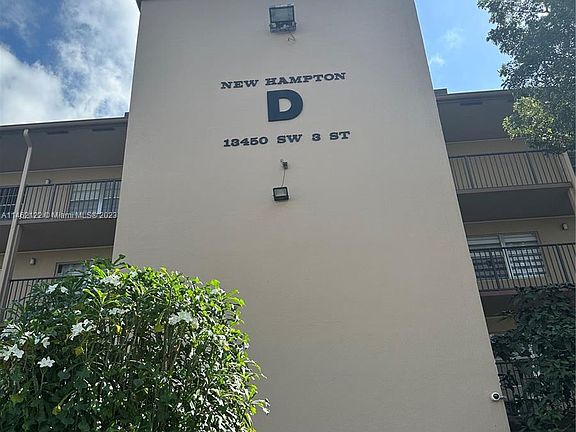 NEW HAMPTON
D
13450 SW 3 ST
A11462122 © Miami MLS 2023